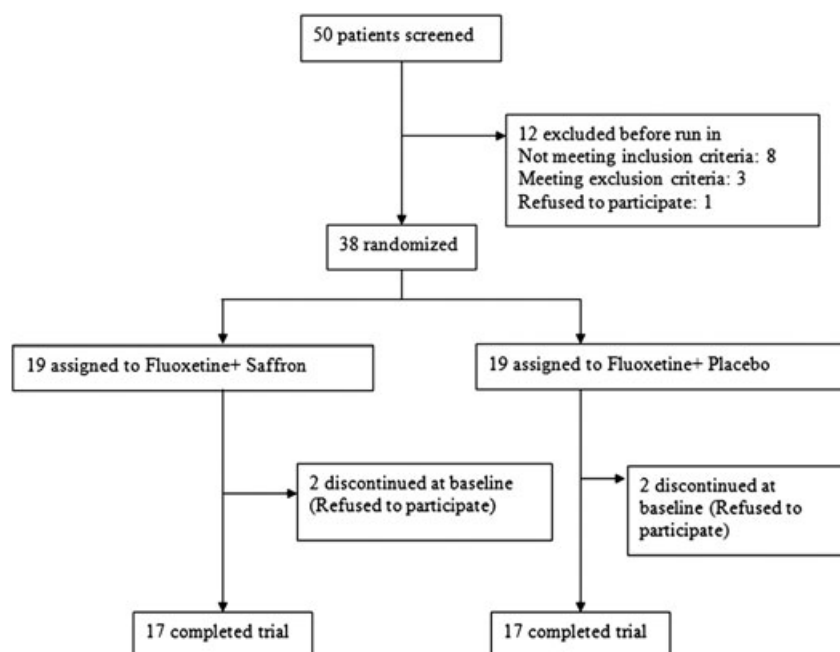 50 patients screened
12 excluded before run in
Not meeting inclusion criteria: 8
Meeting exclusion criteria: 3
Refused to participate: 1
38 randomized
19 assigned to Fluoxetine+ Saffron
19 assigned to Fluoxetine+ Placebo
2 discontinued at baseline
(Refused to participate)
2 discontinued at
baseline (Refused to
participate)
17 completed trial
17 completed trial